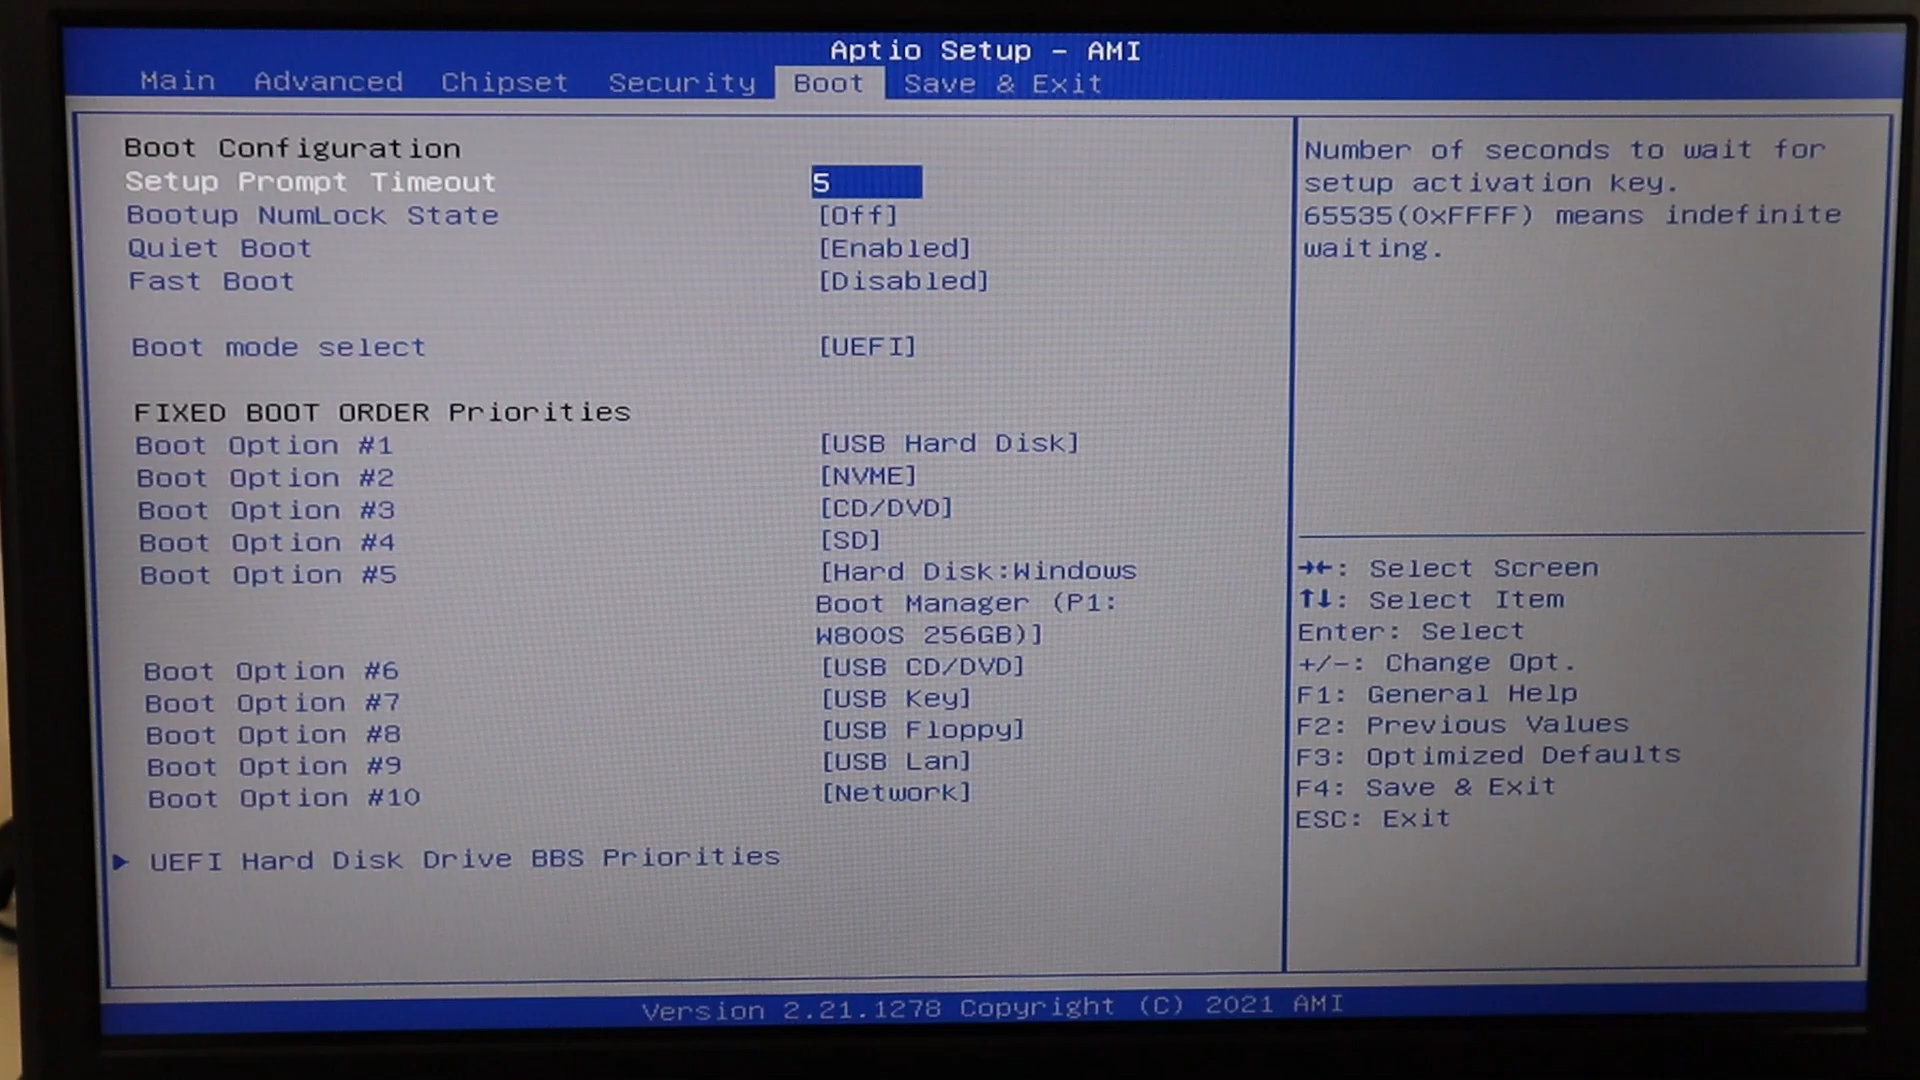 Aptio Setup – AMI
Main Advanced Chipset Security Boot Save & Exit
Boot Configuration
Setup Prompt Timeout 5
Bootup NumLock State [Off]
Quiet Boot [Enabled]
Fast Boot [Disabled]
Boot mode select [UEFI]
FIXED BOOT ORDER Priorities
Boot Option #1 [USB Hard Disk]
Boot Option #2 [NVME]
Boot Option #3 [CD/DVD]
Boot Option #4 [SD]
Boot Option #5 [Hard Disk:Windows
Boot Manager (P1:
W800S 256GB)]
Boot Option #6 [USB CD/DVD]
Boot Option #7 [USB Key]
Boot Option #8 [USB Floppy]
Boot Option #9 [USB Lan]
Boot Option #10 [Network]
▶ UEFI Hard Disk Drive BBS Priorities
Number of seconds to wait for
setup activation key.
65535(0xFFFF) means indefinite
waiting.
→←: Select Screen
↑↓: Select Item
Enter: Select
+/-: Change Opt.
F1: General Help
F2: Previous Values
F3: Optimized Defaults
F4: Save & Exit
ESC: Exit
Version 2.21.1278 Copyright (C) 2021 AMI